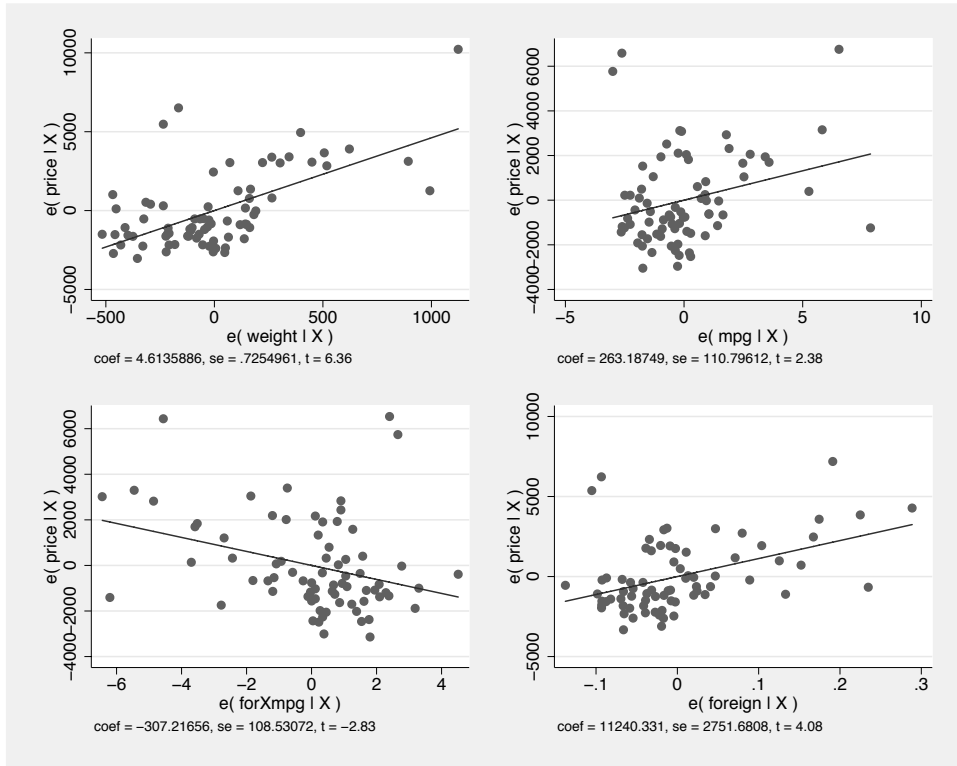 e( price | X )
10000
5000
0
−5000
−500 0 500 1000
e( weight | X )
coef = 4.6135886, se = .7254961, t = 6.36
e( price | X )
6000
4000
2000
0
−2000
−4000
−5 0 5 10
e( mpg | X )
coef = 263.18749, se = 110.79612, t = 2.38
e( price | X )
6000
4000
2000
0
−2000
−4000
−6 −4 −2 0 2 4
e( forXmpg | X )
coef = −307.21656, se = 108.53072, t = −2.83
e( price | X )
10000
5000
0
−5000
−.1 0 .1 .2 .3
e( foreign | X )
coef = 11240.331, se = 2751.6808, t = 4.08